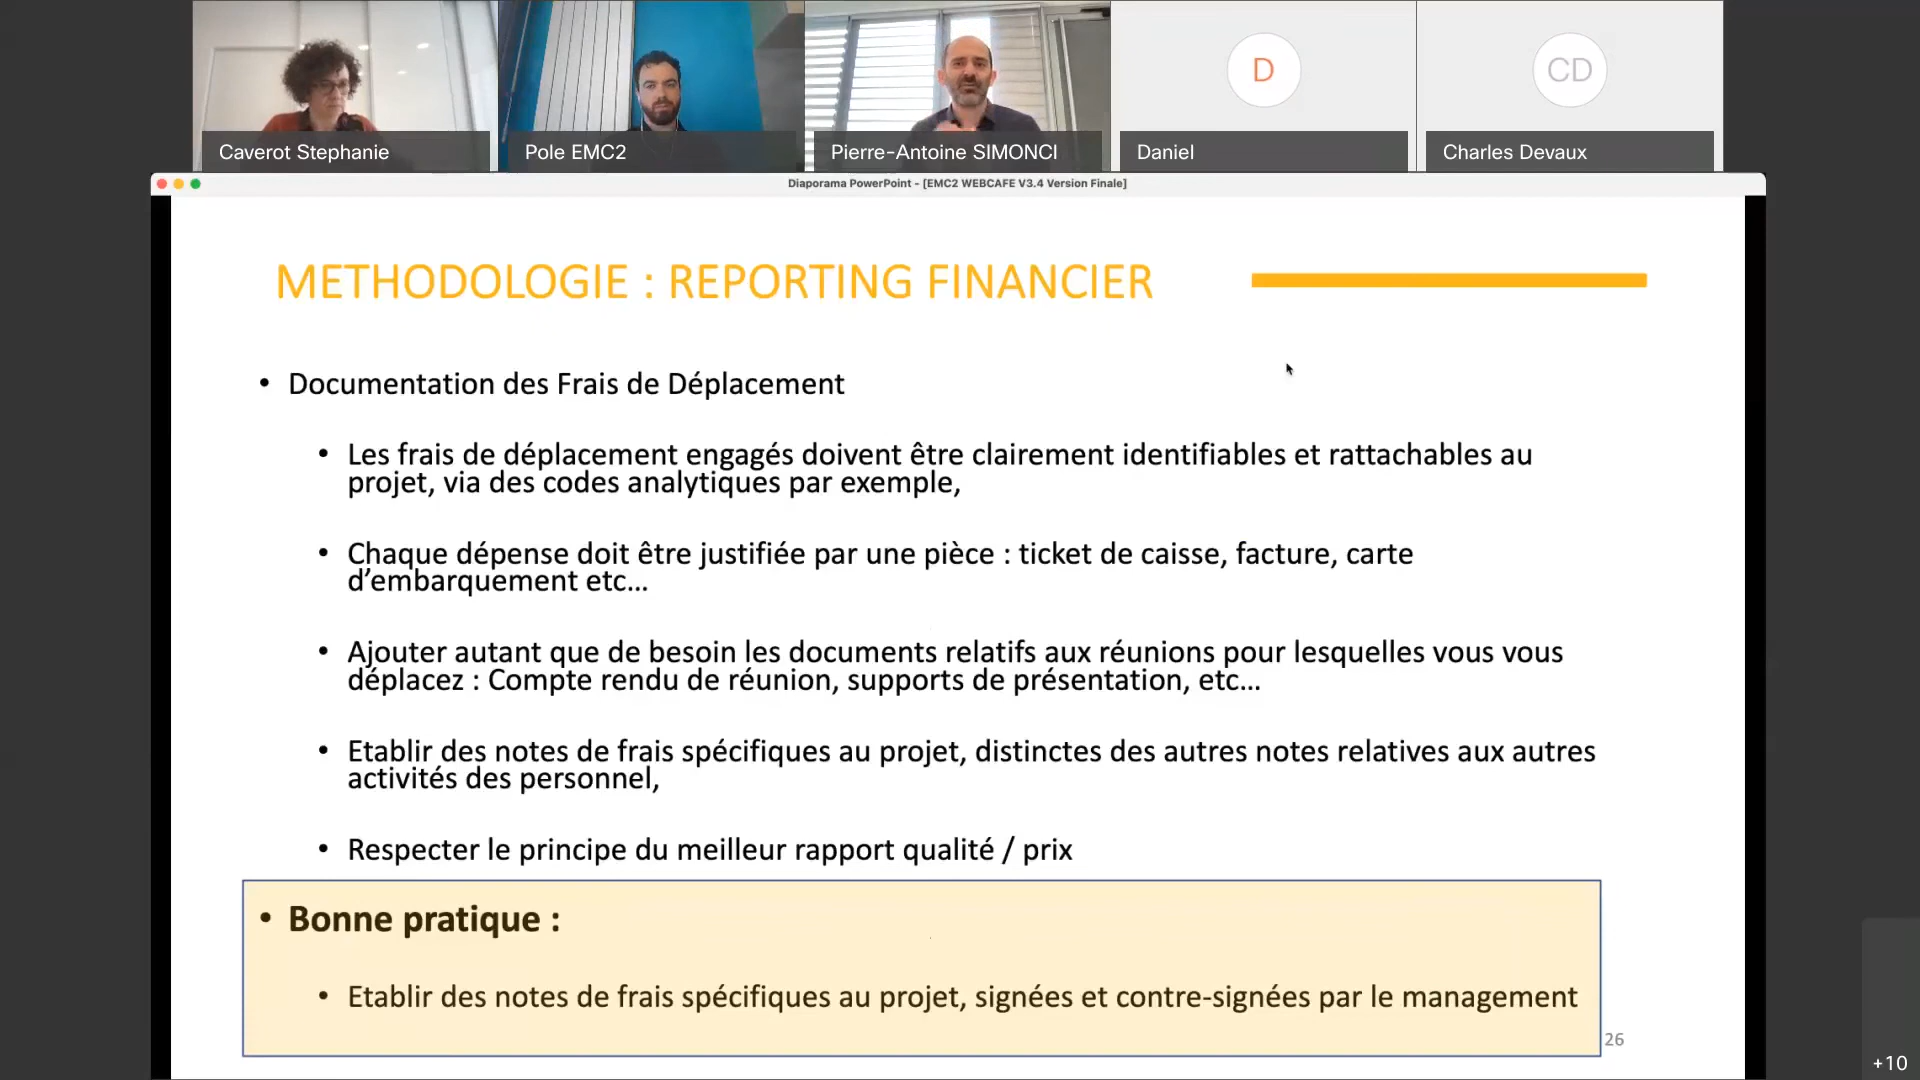 Caverot Stephanie
Pole EMC2
Pierre-Antoine SIMONCI
D
Daniel
CD
Charles Devaux
Diaporama PowerPoint - [EMC2 WEBCAFE V3.4 Version Finale]
METHODOLOGIE : REPORTING FINANCIER
• Documentation des Frais de Déplacement
• Les frais de déplacement engagés doivent être clairement identifiables et rattachables au
projet, via des codes analytiques par exemple,
• Chaque dépense doit être justifiée par une pièce : ticket de caisse, facture, carte
d’embarquement etc…
• Ajouter autant que de besoin les documents relatifs aux réunions pour lesquelles vous vous
déplacez : Compte rendu de réunion, supports de présentation, etc…
• Etablir des notes de frais spécifiques au projet, distinctes des autres notes relatives aux autres
activités des personnel,
• Respecter le principe du meilleur rapport qualité / prix
• Bonne pratique :
• Etablir des notes de frais spécifiques au projet, signées et contre-signées par le management
26
+10